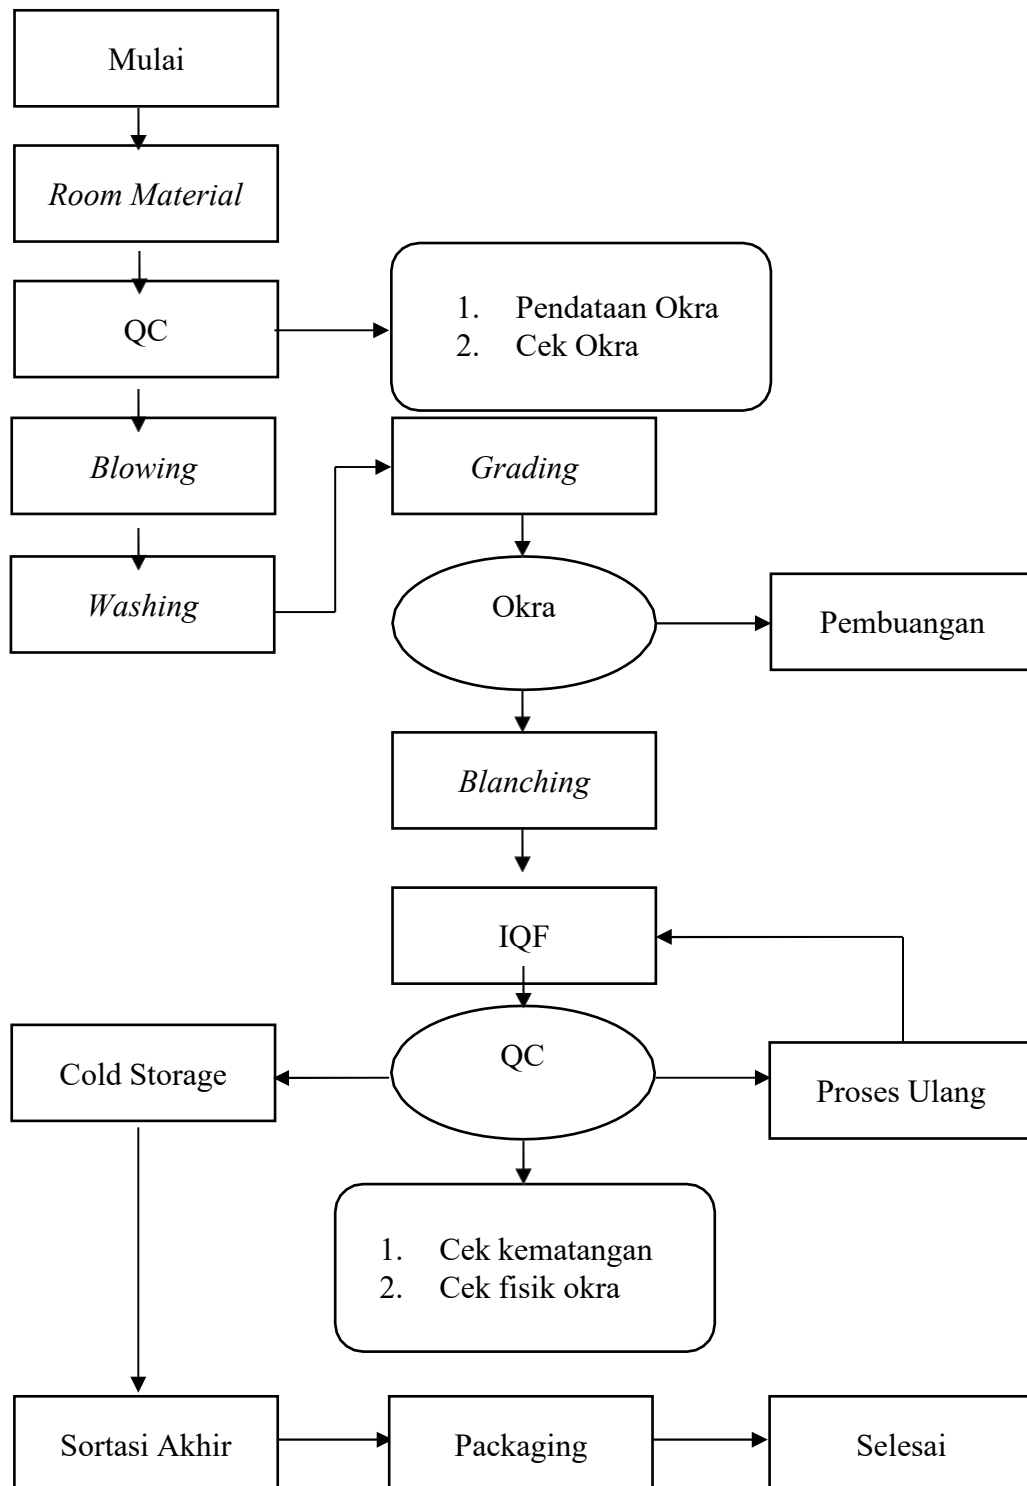 Mulai
Room Material
QC
1. Pendataan Okra
2. Cek Okra
Blowing
Grading
Washing
Okra
Pembuangan
Blanching
IQF
QC
Cold Storage
Proses Ulang
1. Cek kematangan
2. Cek fisik okra
Sortasi Akhir
Packaging
Selesai